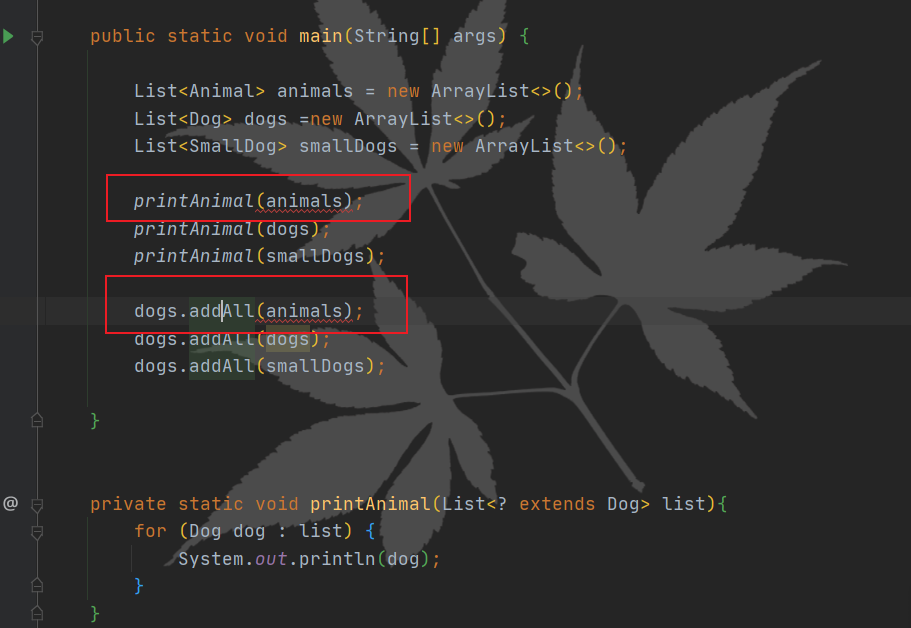 public static void main(String[] args) {
List<Animal> animals = new ArrayList<>();
List<Dog> dogs =new ArrayList<>();
List<SmallDog> smallDogs = new ArrayList<>();
printAnimal(animals);
printAnimal(dogs);
printAnimal(smallDogs);
dogs.addAll(animals);
dogs.addAll(dogs);
dogs.addAll(smallDogs);
}
@ private static void printAnimal(List<? extends Dog> list){
for (Dog dog : list) {
System.out.println(dog);
}
}